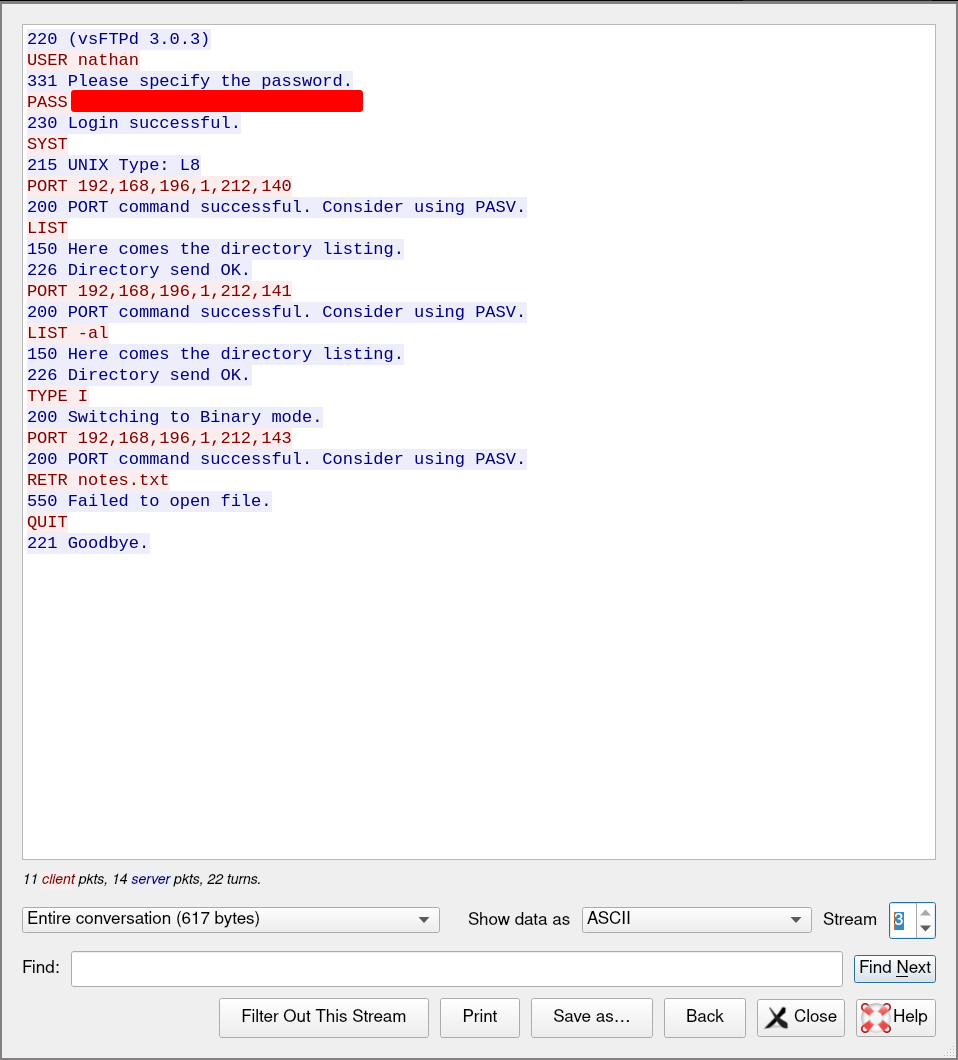 220 (vsFTPd 3.0.3)
USER nathan
331 Please specify the password.
PASS
230 Login successful.
SYST
215 UNIX Type: L8
PORT 192,168,196,1,212,140
200 PORT command successful. Consider using PASV.
LIST
150 Here comes the directory listing.
226 Directory send OK.
PORT 192,168,196,1,212,141
200 PORT command successful. Consider using PASV.
LIST -al
150 Here comes the directory listing.
226 Directory send OK.
TYPE I
200 Switching to Binary mode.
PORT 192,168,196,1,212,143
200 PORT command successful. Consider using PASV.
RETR notes.txt
550 Failed to open file.
QUIT
221 Goodbye.
11 client pkts, 14 server pkts, 22 turns.
Entire conversation (617 bytes) Show data as ASCII Stream 3
Find: Find Next
Filter Out This Stream Print Save as… Back Close Help